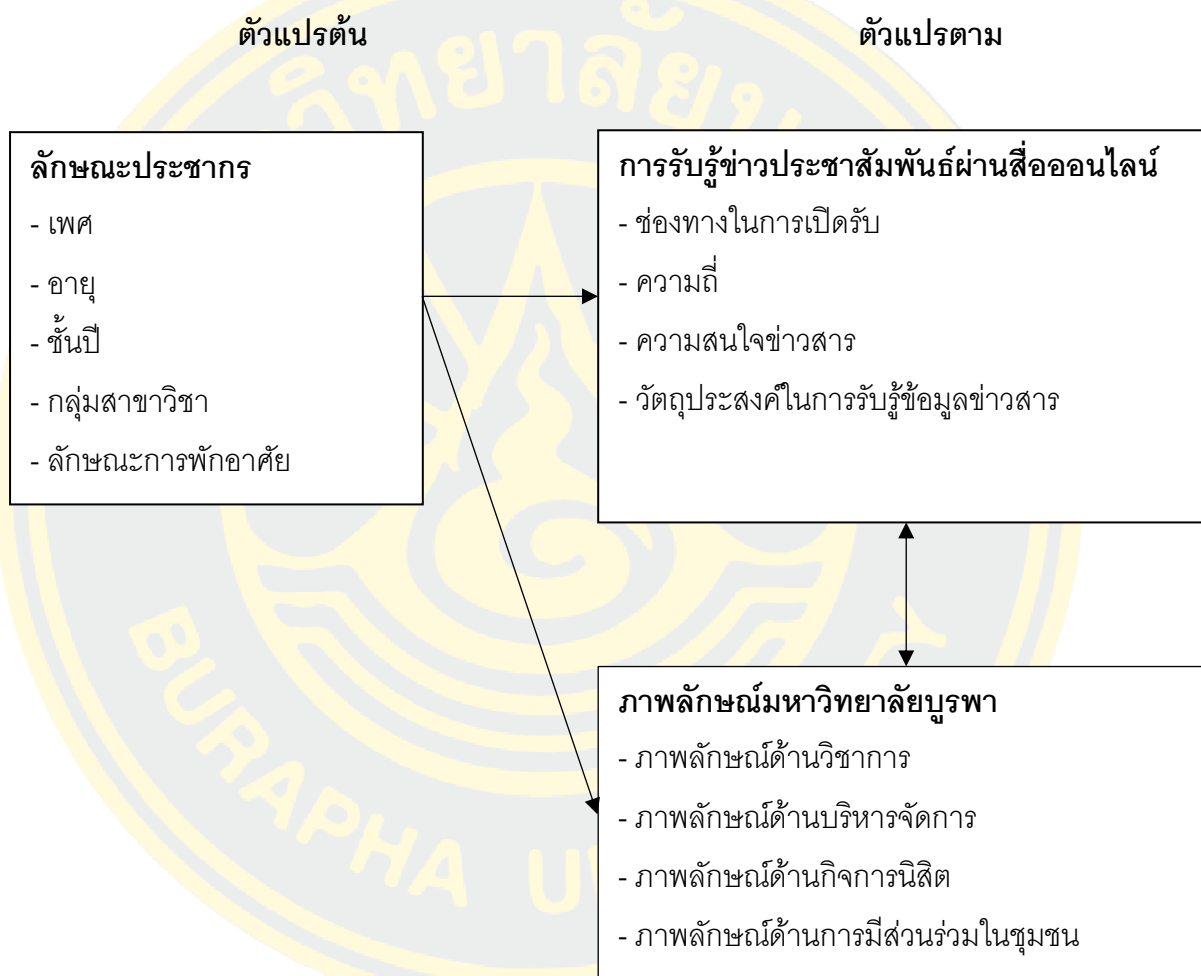 ตัวแปรต้น
ตัวแปรตาม
ลักษณะประชากร
- เพศ
- อายุ
- ชั้นปี
- กลุ่มสาขาวิชา
- ลักษณะการพักอาศัย
การรับรู้ข่าวประชาสัมพันธ์ผ่านสื่อออนไลน์
- ช่องทางในการเปิดรับ
- ความถี่
- ความสนใจข่าวสาร
- วัตถุประสงค์ในการรับรู้ข้อมูลข่าวสาร
ภาพลักษณ์มหาวิทยาลัยบูรพา
- ภาพลักษณ์ด้านวิชาการ
- ภาพลักษณ์ด้านบริหารจัดการ
- ภาพลักษณ์ด้านกิจการนิสิต
- ภาพลักษณ์ด้านการมีส่วนร่วมในชุมชน
BURAPHA U